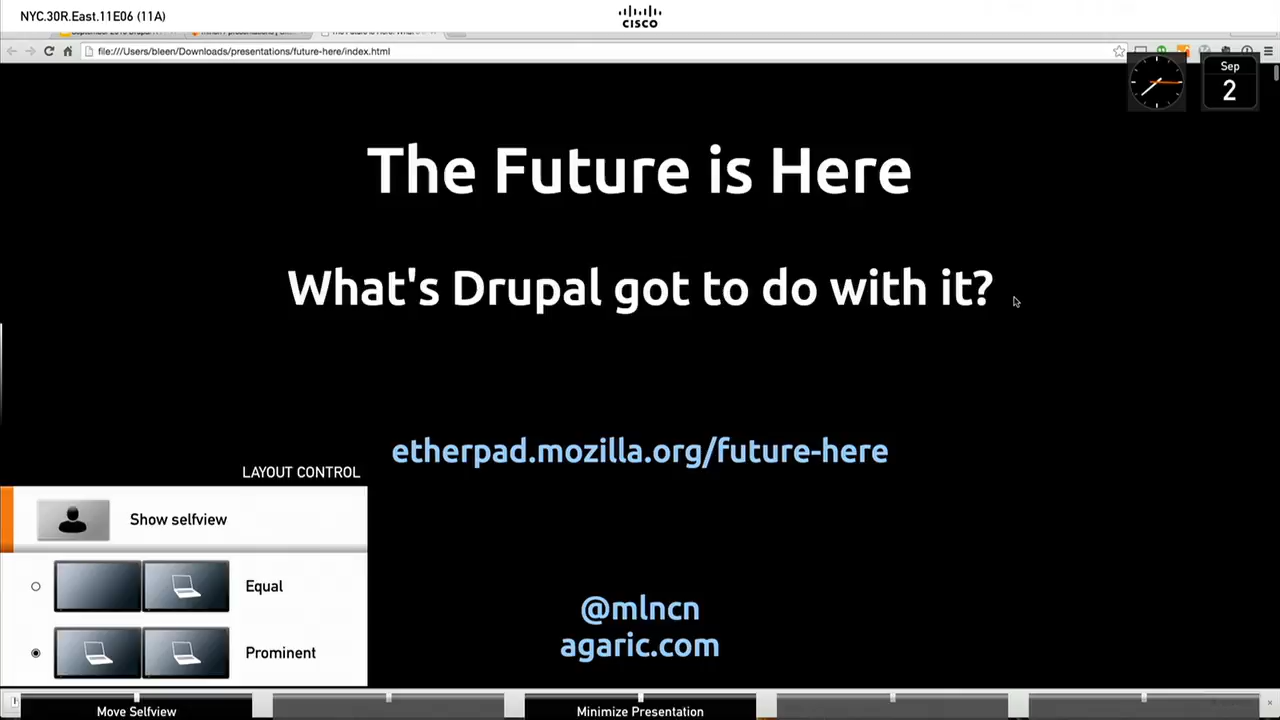 NYC.30R.East.11E06 (11A)
CISCO
file:///Users/bleen/Downloads/presentations/future-here/index.html
Sep
2
The Future is Here
What's Drupal got to do with it?
etherpad.mozilla.org/future-here
LAYOUT CONTROL
Show selfview
Equal
Prominent
@mlncn
agaric.com
Move Selfview
Minimize Presentation